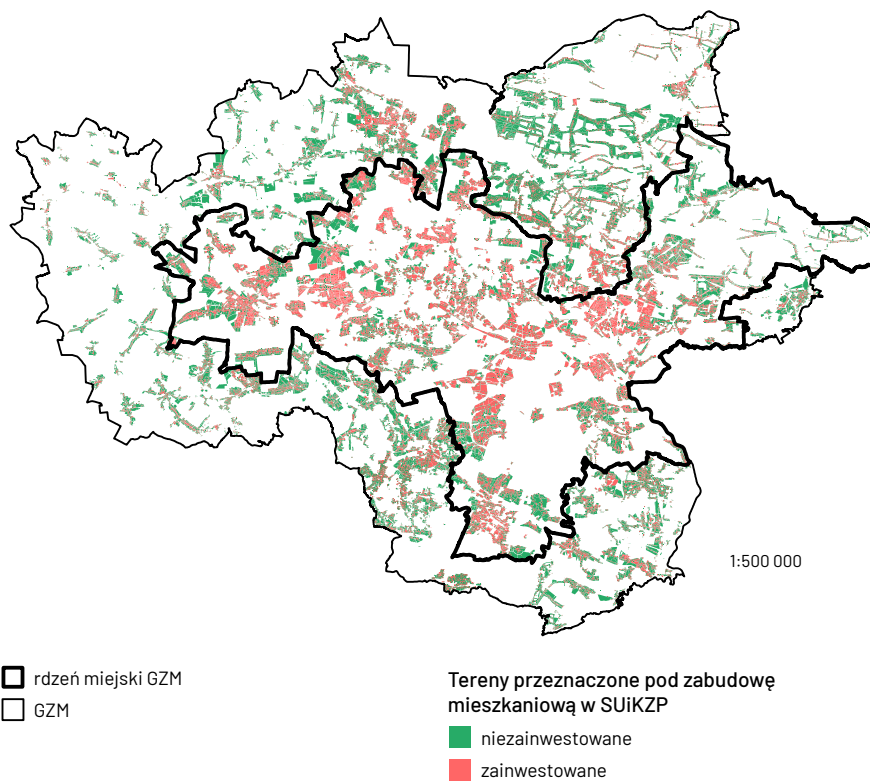 1:500 000
rdzeń miejski GZM
GZM
Tereny przeznaczone pod zabudowę
mieszkaniową w SUiKZP
niezainwestowane
zainwestowane